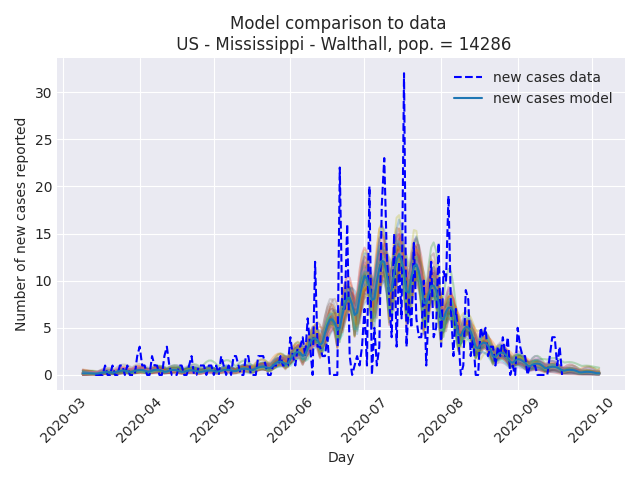 Model comparison to data
US - Mississippi - Walthall, pop. = 14286
new cases data
new cases model
Number of new cases reported
30
25
20
15
10
5
0
2020-03
2020-04
2020-05
2020-06
2020-07
2020-08
2020-09
2020-10
Day